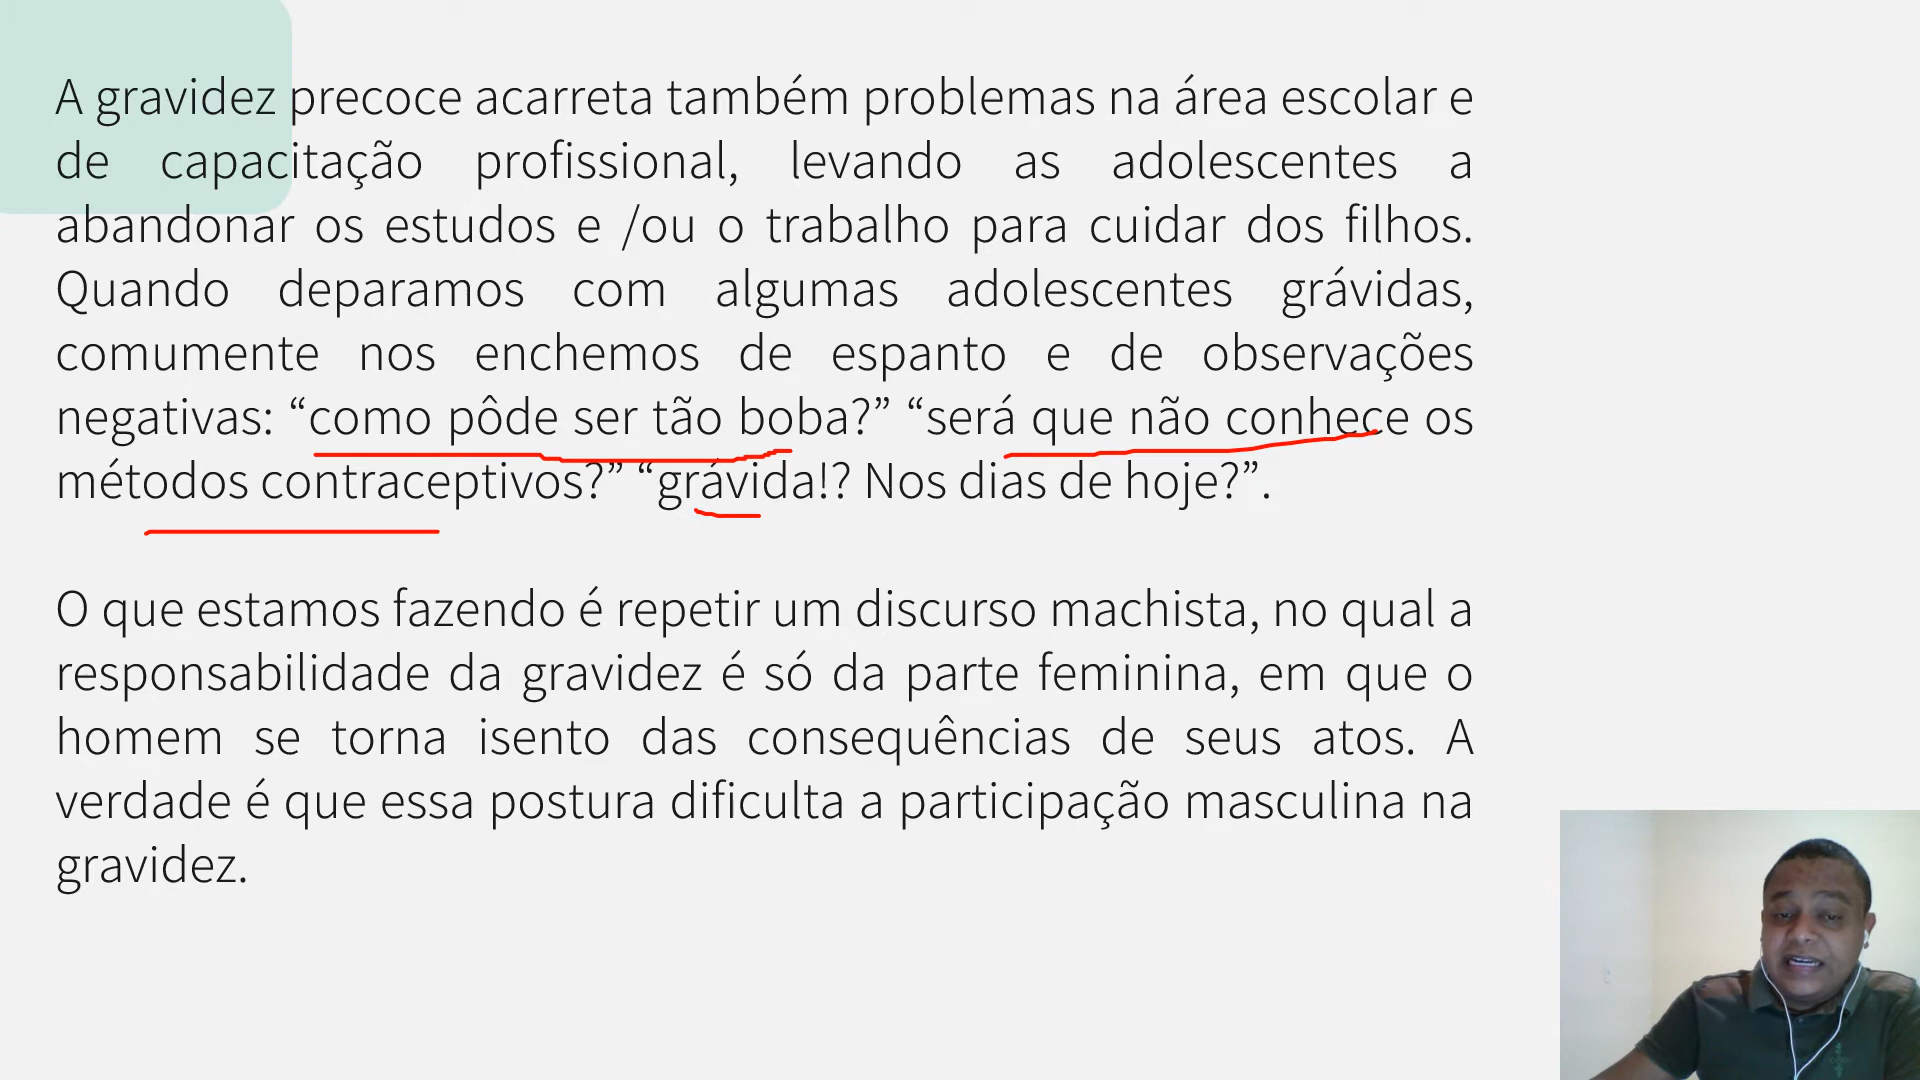 A gravidez precoce acarreta também problemas na área escolar e
de capacitação profissional, levando as adolescentes a
abandonar os estudos e /ou o trabalho para cuidar dos filhos.
Quando deparamos com algumas adolescentes grávidas,
comumente nos enchemos de espanto e de observações
negativas: “como pôde ser tão boba?” “será que não conhece os
métodos contraceptivos?” “grávida!? Nos dias de hoje?”.
O que estamos fazendo é repetir um discurso machista, no qual a
responsabilidade da gravidez é só da parte feminina, em que o
homem se torna isento das consequências de seus atos. A
verdade é que essa postura dificulta a participação masculina na
gravidez.